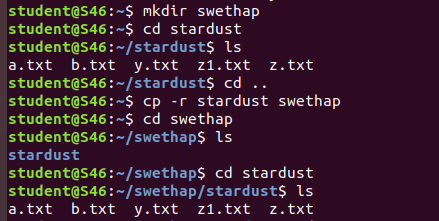 student@S46:~$ mkdir swethap
student@S46:~$ cd stardust
student@S46:~/stardust$ ls
a.txt  b.txt  y.txt  z1.txt  z.txt
student@S46:~/stardust$ cd ..
student@S46:~$ cp -r stardust swethap
student@S46:~$ cd swethap
student@S46:~/swethap$ ls
stardust
student@S46:~/swethap$ cd stardust
student@S46:~/swethap/stardust$ ls
a.txt  b.txt  y.txt  z1.txt  z.txt